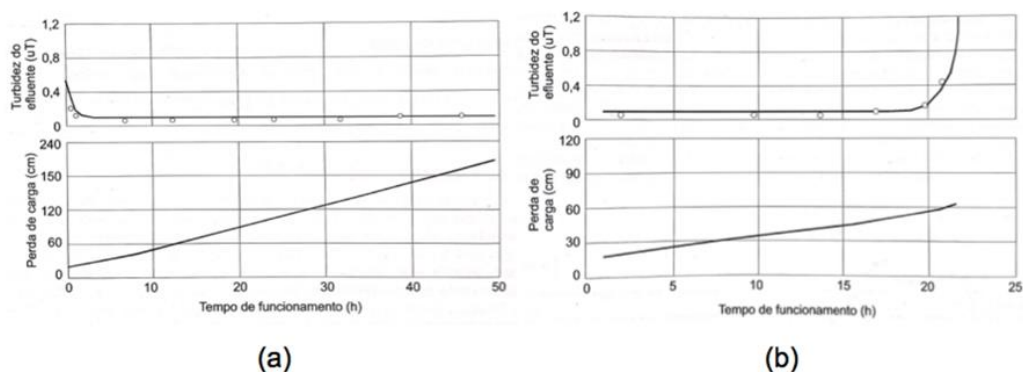 Turbidez do
efluente (uT)
1,2
0,8
0,4
0
Perda de carga (cm)
240
150
120
60
0
0 10 20 30 40 50
Tempo de funcionamento (h)
(a)
Turbidez do
efluente (uT)
1,2
0,8
0,4
0
Perda de
carga (cm)
120
90
60
30
0
0 5 10 15 20 25
Tempo de funcionamento (h)
(b)